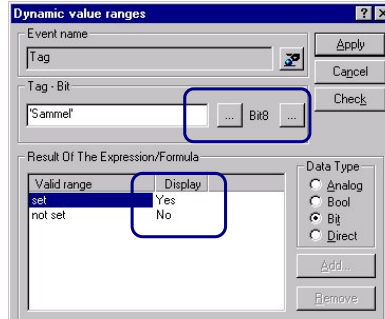 Dynamic value ranges ? ×
Event name
Tag
Apply
Cancel
Check
Tag - Bit
'Sammel' ... Bit8 ...
Result Of The Expression/Formula
Valid range Display
set Yes
not set No
Data Type
Analog
Bool
Bit
Direct
Add...
Remove